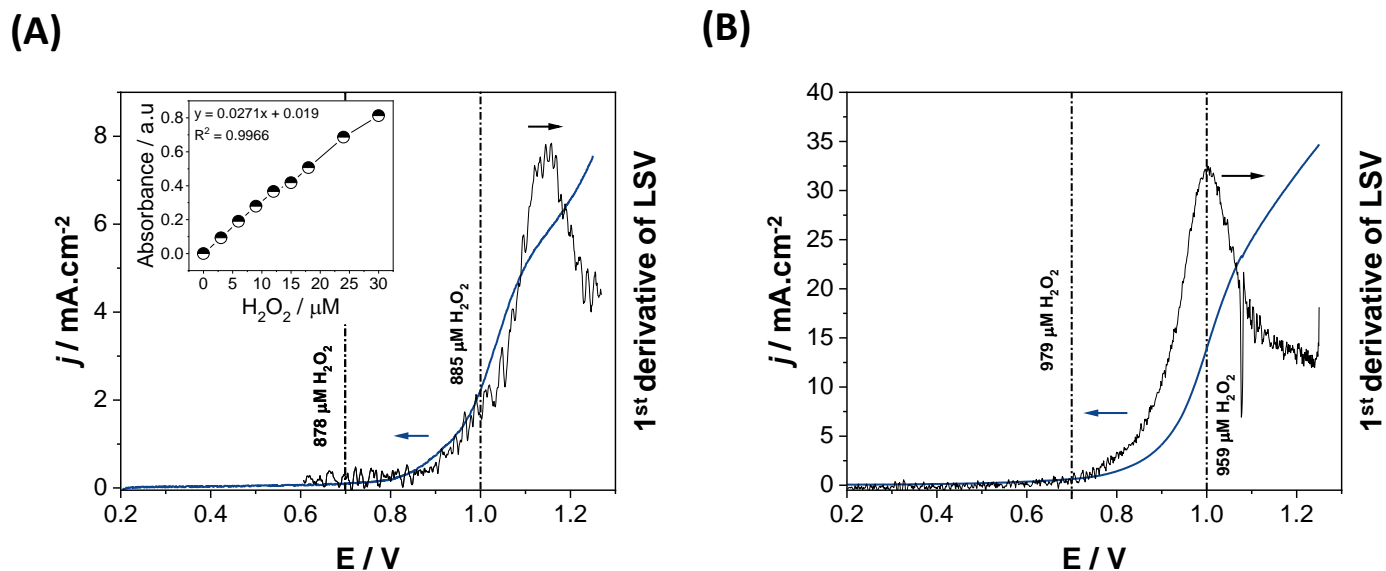 (A)
(B)
y = 0.0271x + 0.019
R² = 0.9966
Absorbance / a.u
0.8
0.6
0.4
0.2
0.0
0 5 10 15 20 25 30
H₂O₂ / μM
878 μM H₂O₂
885 μM H₂O₂
j / mA.cm⁻²
8
6
4
2
0
0.2 0.4 0.6 0.8 1.0 1.2
E / V
1ˢᵗ derivative of LSV
979 μM H₂O₂
959 μM H₂O₂
j / mA.cm⁻²
40
35
30
25
20
15
10
5
0
0.2 0.4 0.6 0.8 1.0 1.2
E / V
1ˢᵗ derivative of LSV